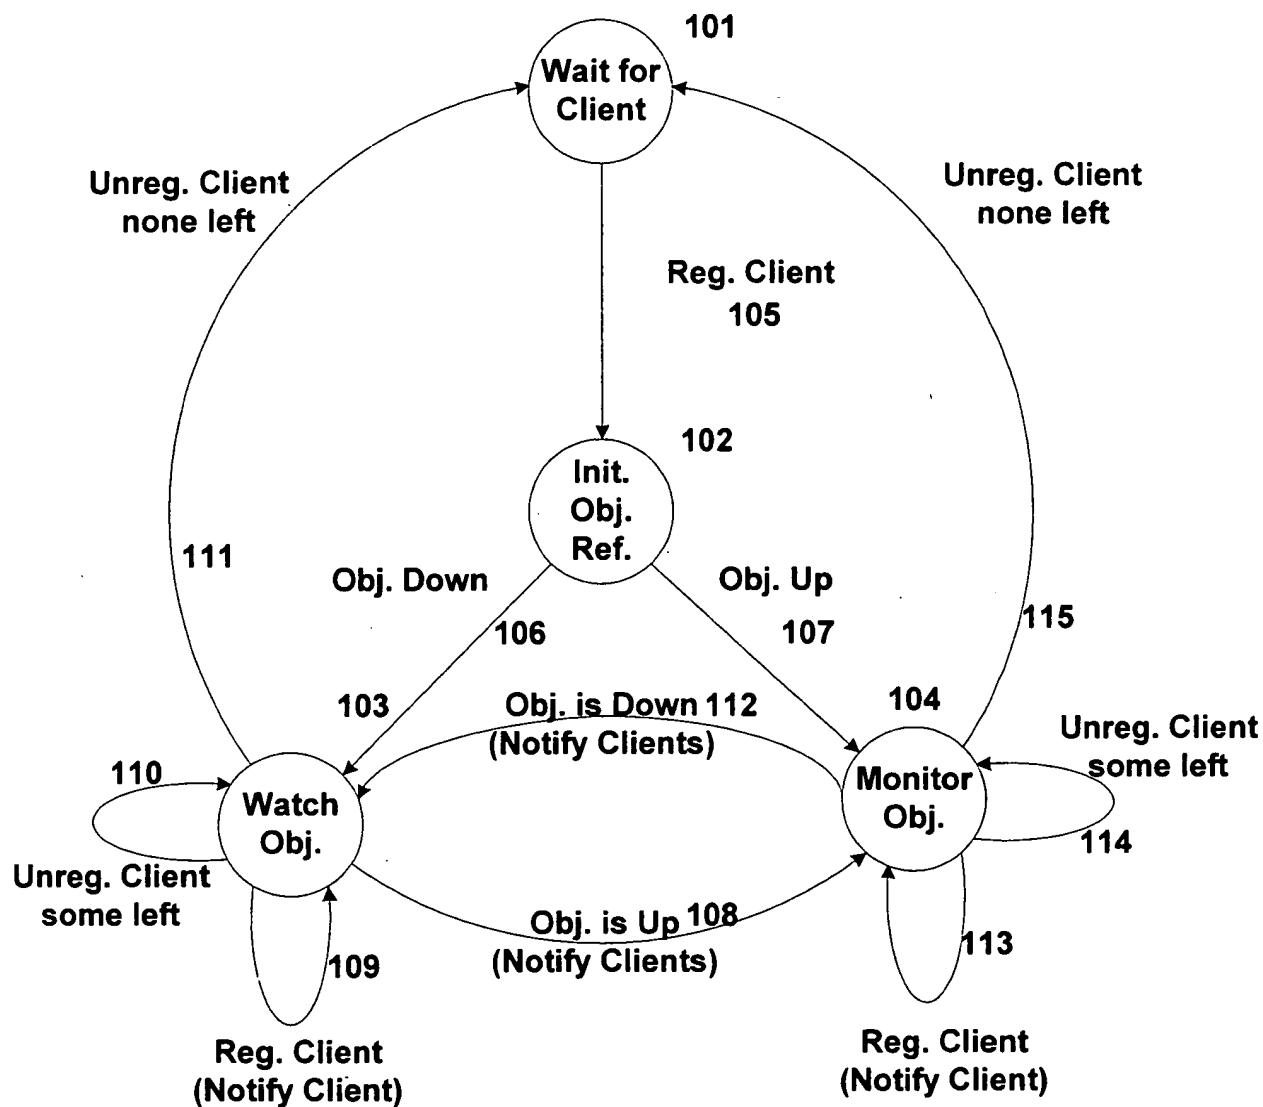 101
Wait for
Client
Unreg. Client
none left
Unreg. Client
none left
Reg. Client
105
102
Init.
Obj.
Ref.
111
Obj. Down
Obj. Up
106
107
115
103
Obj. is Down 112
(Notify Clients)
104
Unreg. Client
some left
110
Watch
Obj.
Monitor
Obj.
114
Unreg. Client
some left
Obj. is Up 108
(Notify Clients)
109
113
Reg. Client
(Notify Client)
Reg. Client
(Notify Client)